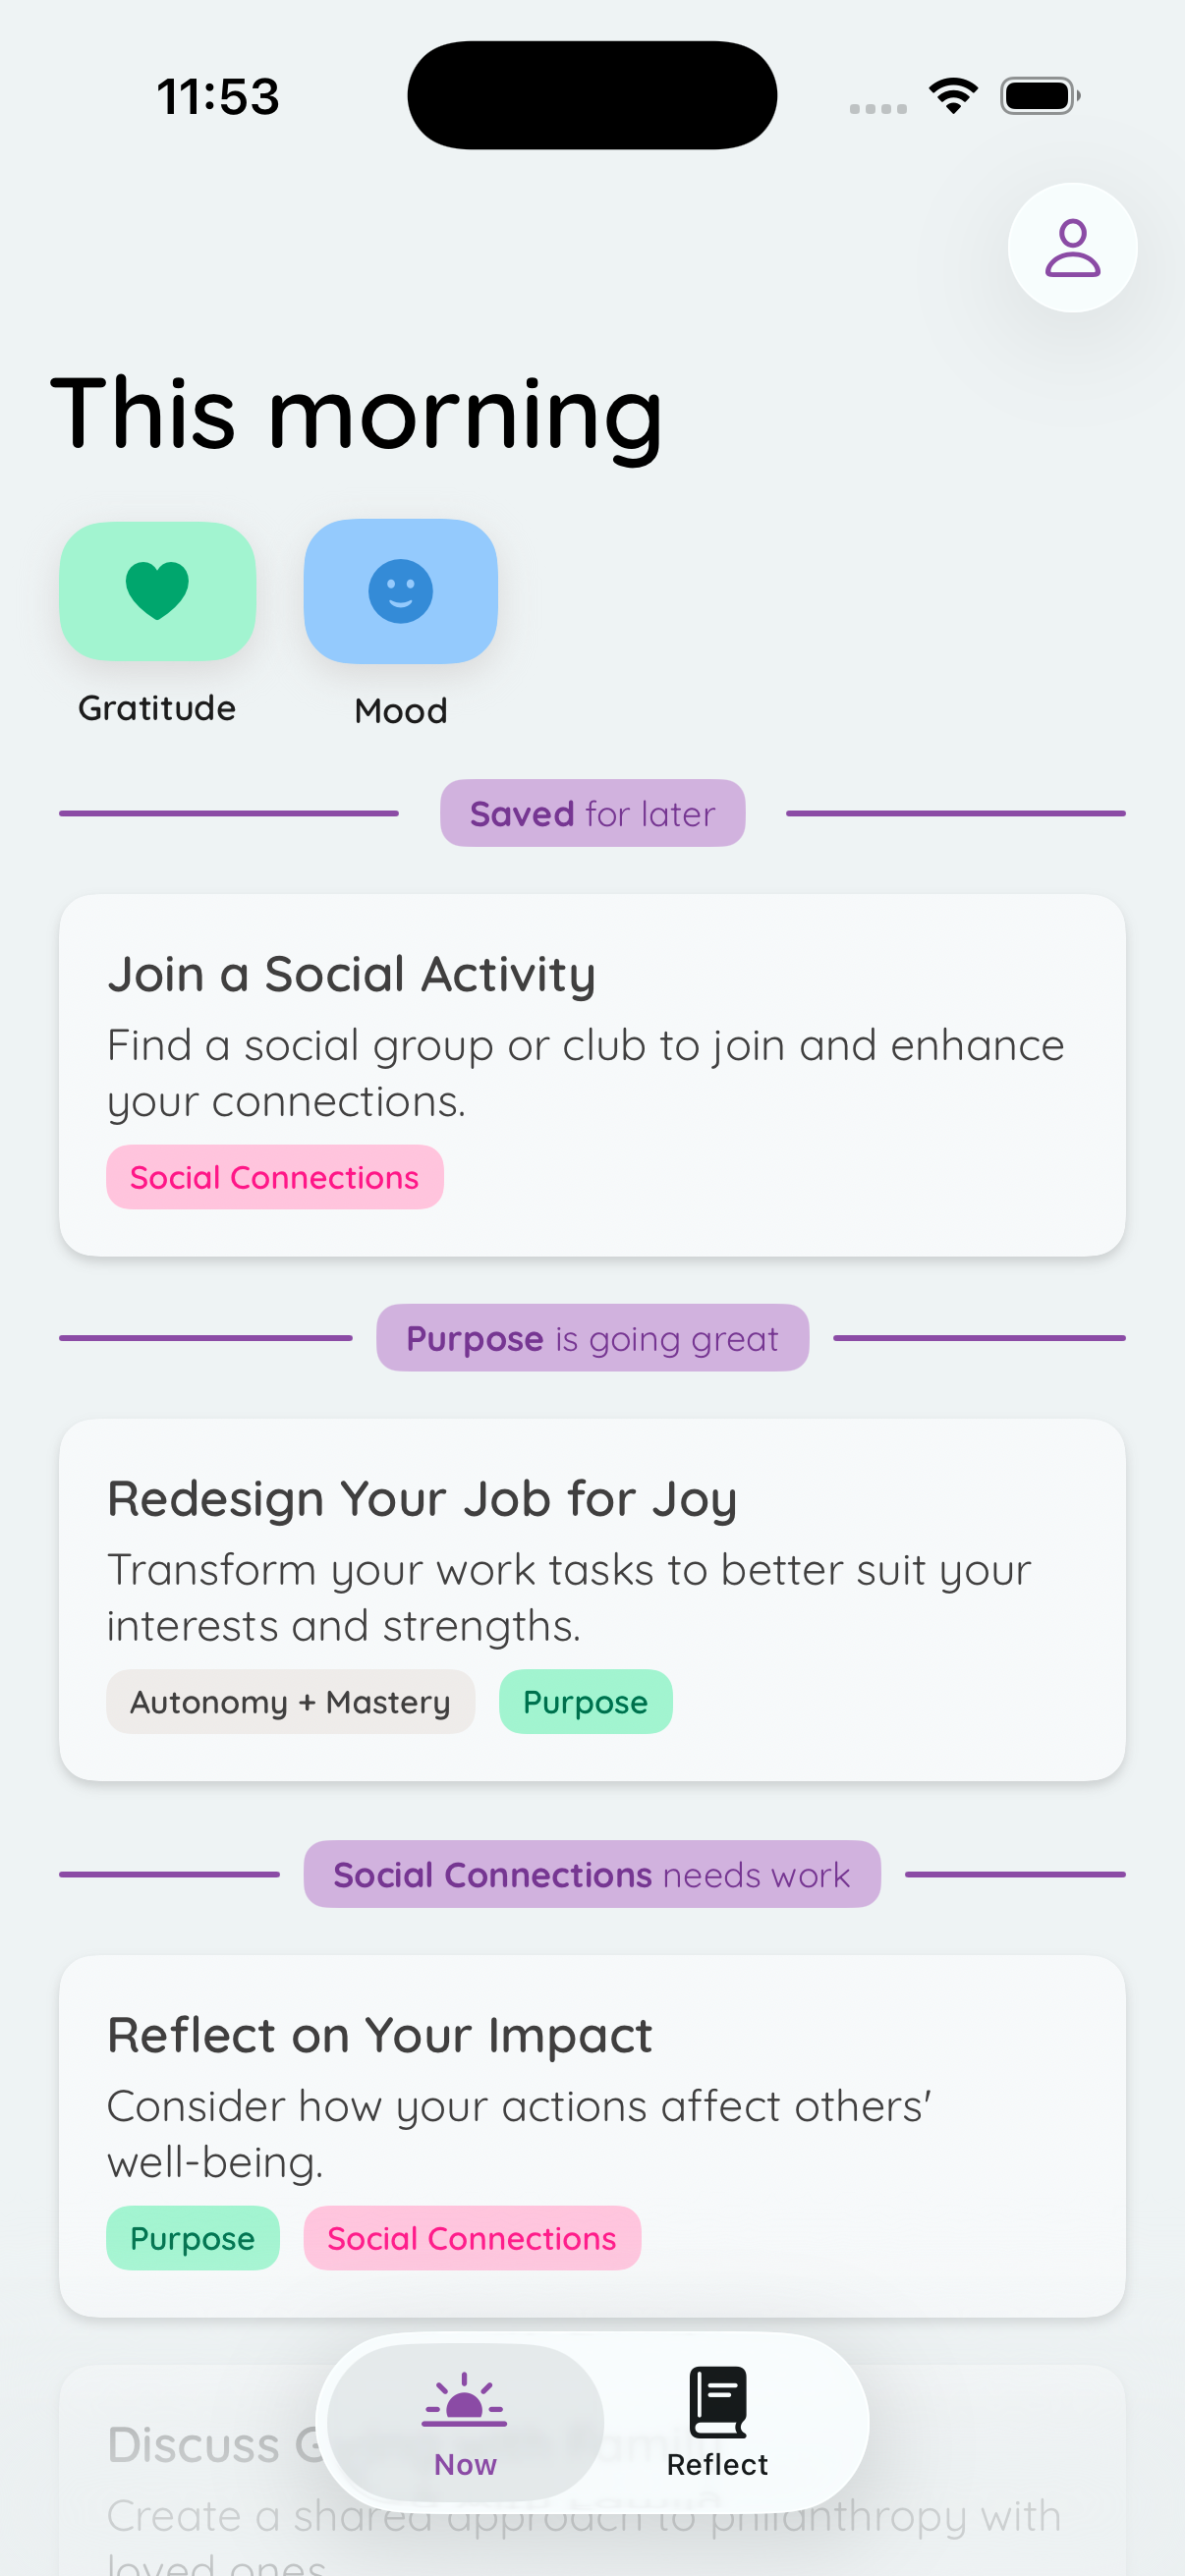 11:53
This morning
Gratitude
Mood
Saved for later
Join a Social Activity
Find a social group or club to join and enhance
your connections.
Social Connections
Purpose is going great
Redesign Your Job for Joy
Transform your work tasks to better suit your
interests and strengths.
Autonomy + Mastery
Purpose
Social Connections needs work
Reflect on Your Impact
Consider how your actions affect others'
well-being.
Purpose
Social Connections
Discuss
Now
Reflect
Create a shared approach to philanthropy with
loved ones